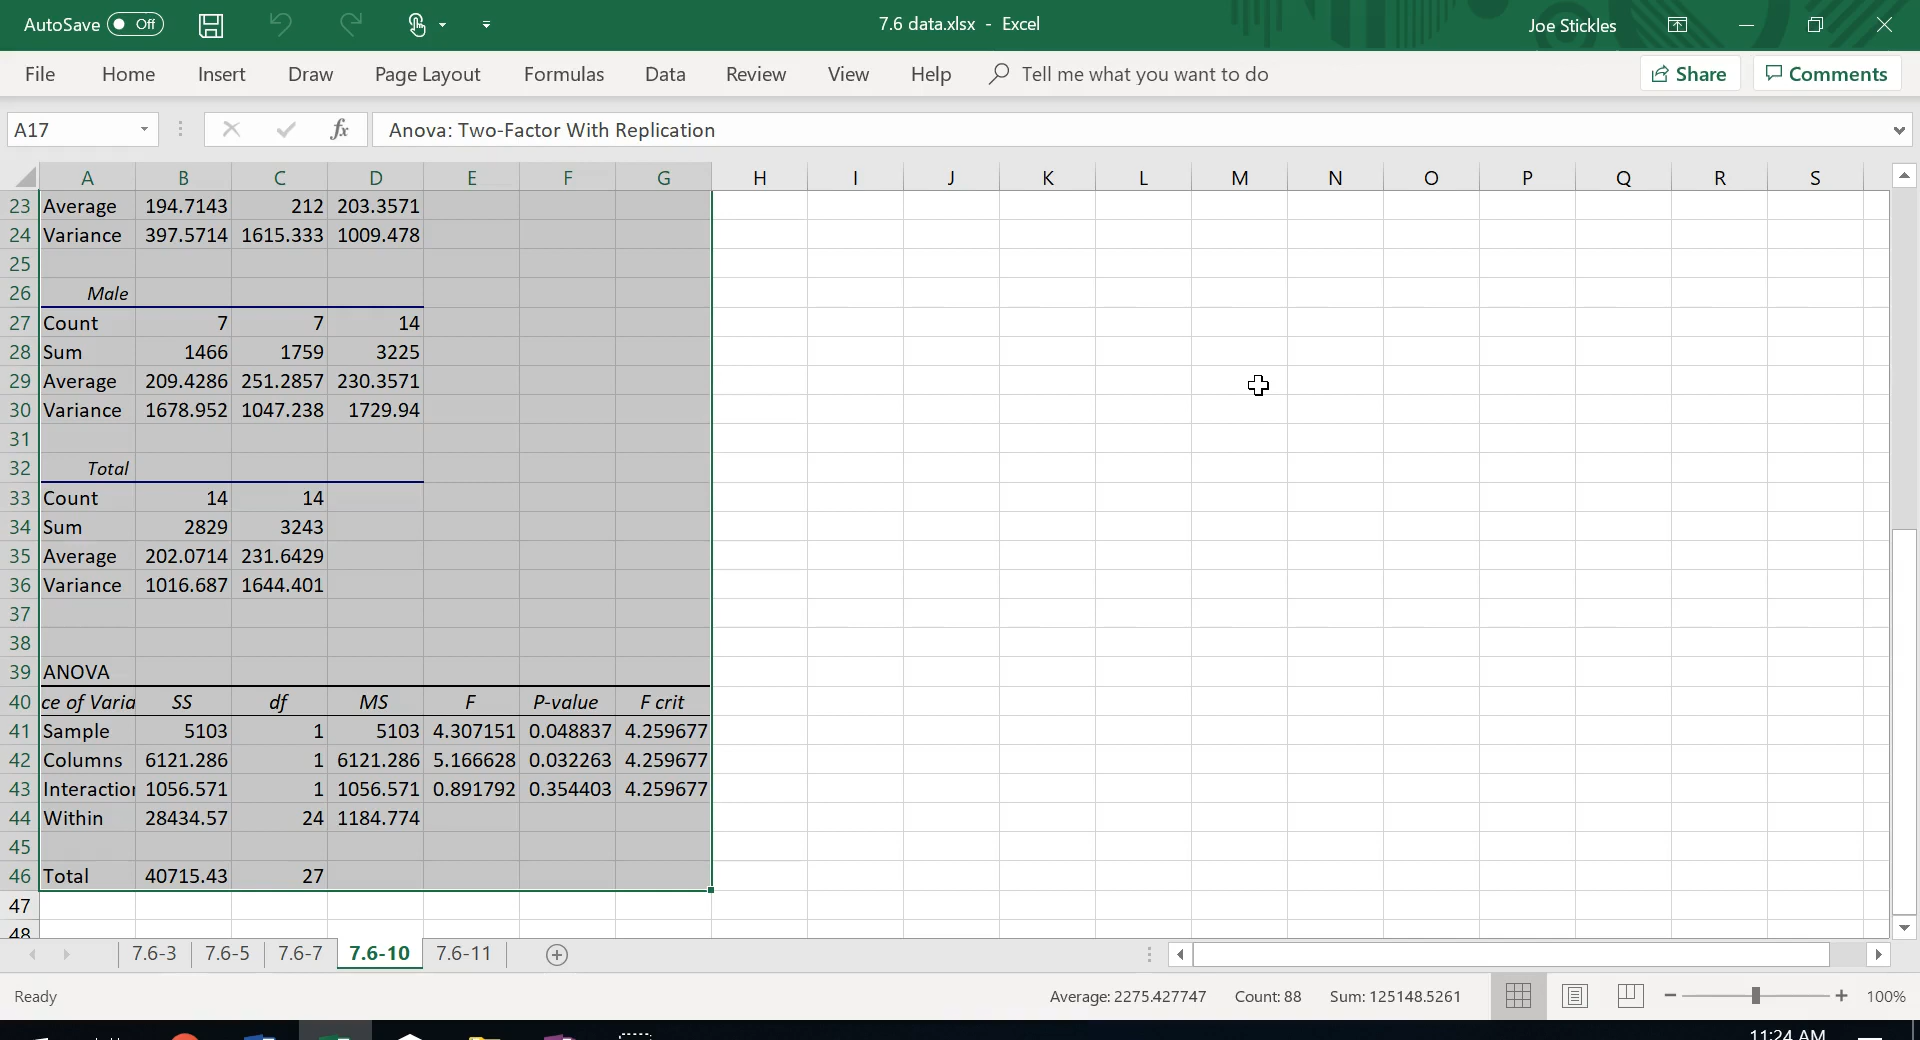 AutoSave Off 7.6 data.xlsx - Excel Joe Stickles
File Home Insert Draw Page Layout Formulas Data Review View Help Tell me what you want to do Share Comments
A17 fx Anova: Two-Factor With Replication
A B C D E F G H I J K L M N O P Q R S
23 Average 194.7143 212 203.3571
24 Variance 397.5714 1615.333 1009.478
25
26 Male
27 Count 7 7 14
28 Sum 1466 1759 3225
29 Average 209.4286 251.2857 230.3571
30 Variance 1678.952 1047.238 1729.94
31
32 Total
33 Count 14 14
34 Sum 2829 3243
35 Average 202.0714 231.6429
36 Variance 1016.687 1644.401
37
38
39 ANOVA
40 ce of Varia SS df MS F P-value F crit
41 Sample 5103 1 5103 4.307151 0.048837 4.259677
42 Columns 6121.286 1 6121.286 5.166628 0.032263 4.259677
43 Interaction 1056.571 1 1056.571 0.891792 0.354403 4.259677
44 Within 28434.57 24 1184.774
45
46 Total 40715.43 27
47
48
7.6-3 7.6-5 7.6-7 7.6-10 7.6-11
Ready Average: 2275.427747 Count: 88 Sum: 125148.5261 100%
11:24 AM